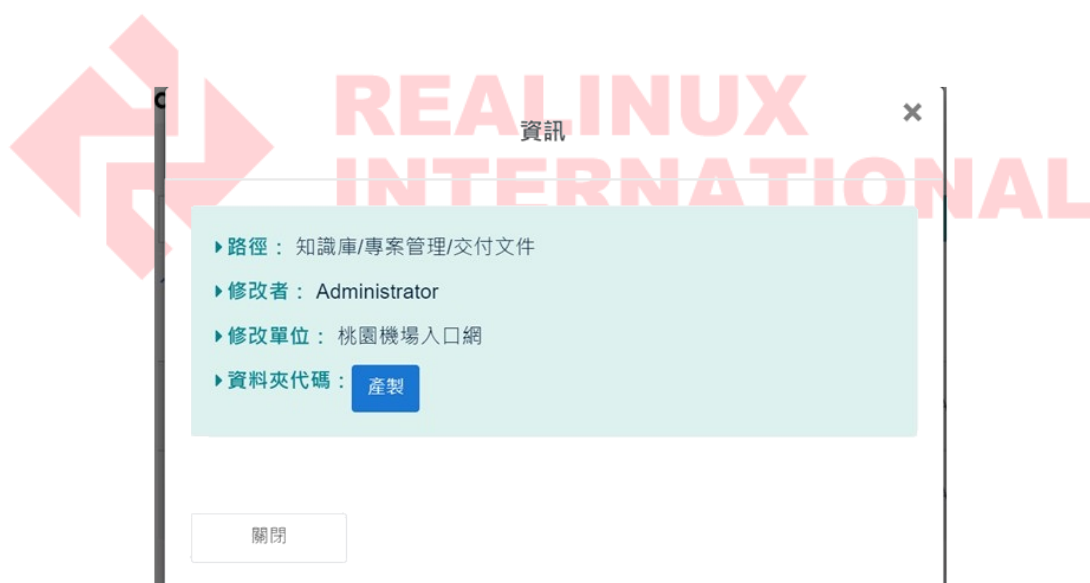 REALINUX
INTERNATIONAL
資訊
×
路徑： 知識庫/專案管理/交付文件
修改者： Administrator
修改單位： 桃園機場入口網
資料夾代碼： 產製
關閉